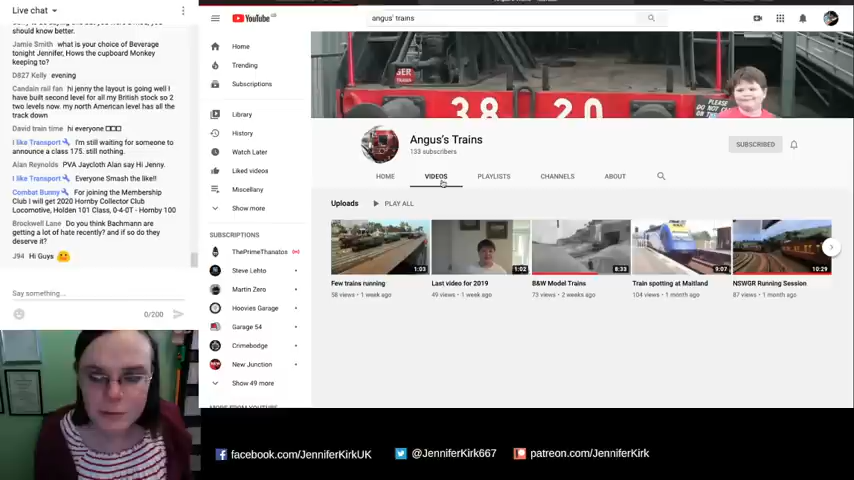 Live chat
should know better.
Jamie Smith what is your choice of Beverage
tonight Jennifer, Hows the cupboard Monkey
keeping to?
D827 Kelly evening
Candain rail fan hi jenny the layout is going well I
have built second level for all my British stock so 2
two levels now. my north American level has all the
track down
David train time hi everyone
I like Transport I'm still waiting for someone to
announce a class 175. still nothing.
Alan Reynolds PVA Jaycloth Alan say Hi Jenny.
I like Transport Everyone Smash the like!!
Combat Bunny For joining the Membership
Club I will get 2020 Hornby Collector Club
Locomotive, Holden 101 Class, 0-4-0T - Hornby 100
Brockwell Lane Do you think Bachmann are
getting a lot of hate recently? and if so do they
deserve it?
J94 Hi Guys
Say something...
0/200
YouTube GB
angus' trains
Home
Trending
Subscriptions
Library
History
Watch Later
Liked videos
Miscellany
Show more
SUBSCRIPTIONS
ThePrimeThanatos
Steve Lehto
Martin Zero
Hoovies Garage
Garage 54
Crimebodge
New Junction
Show 49 more
MORE FROM YOUTUBE
GER
38 20
PLEASE
DO NOT
Angus's Trains
133 subscribers
SUBSCRIBED
HOME VIDEOS PLAYLISTS CHANNELS ABOUT
Uploads PLAY ALL
1:03 1:02 8:33 9:07 10:29
Few trains running
58 views • 1 week ago
Last video for 2019
49 views • 1 week ago
B&W Model Trains
73 views • 2 weeks ago
Train spotting at Maitland
104 views • 1 month ago
NSWGR Running Session
87 views • 1 month ago
facebook.com/JenniferKirkUK
@JenniferKirk667
patreon.com/JenniferKirk